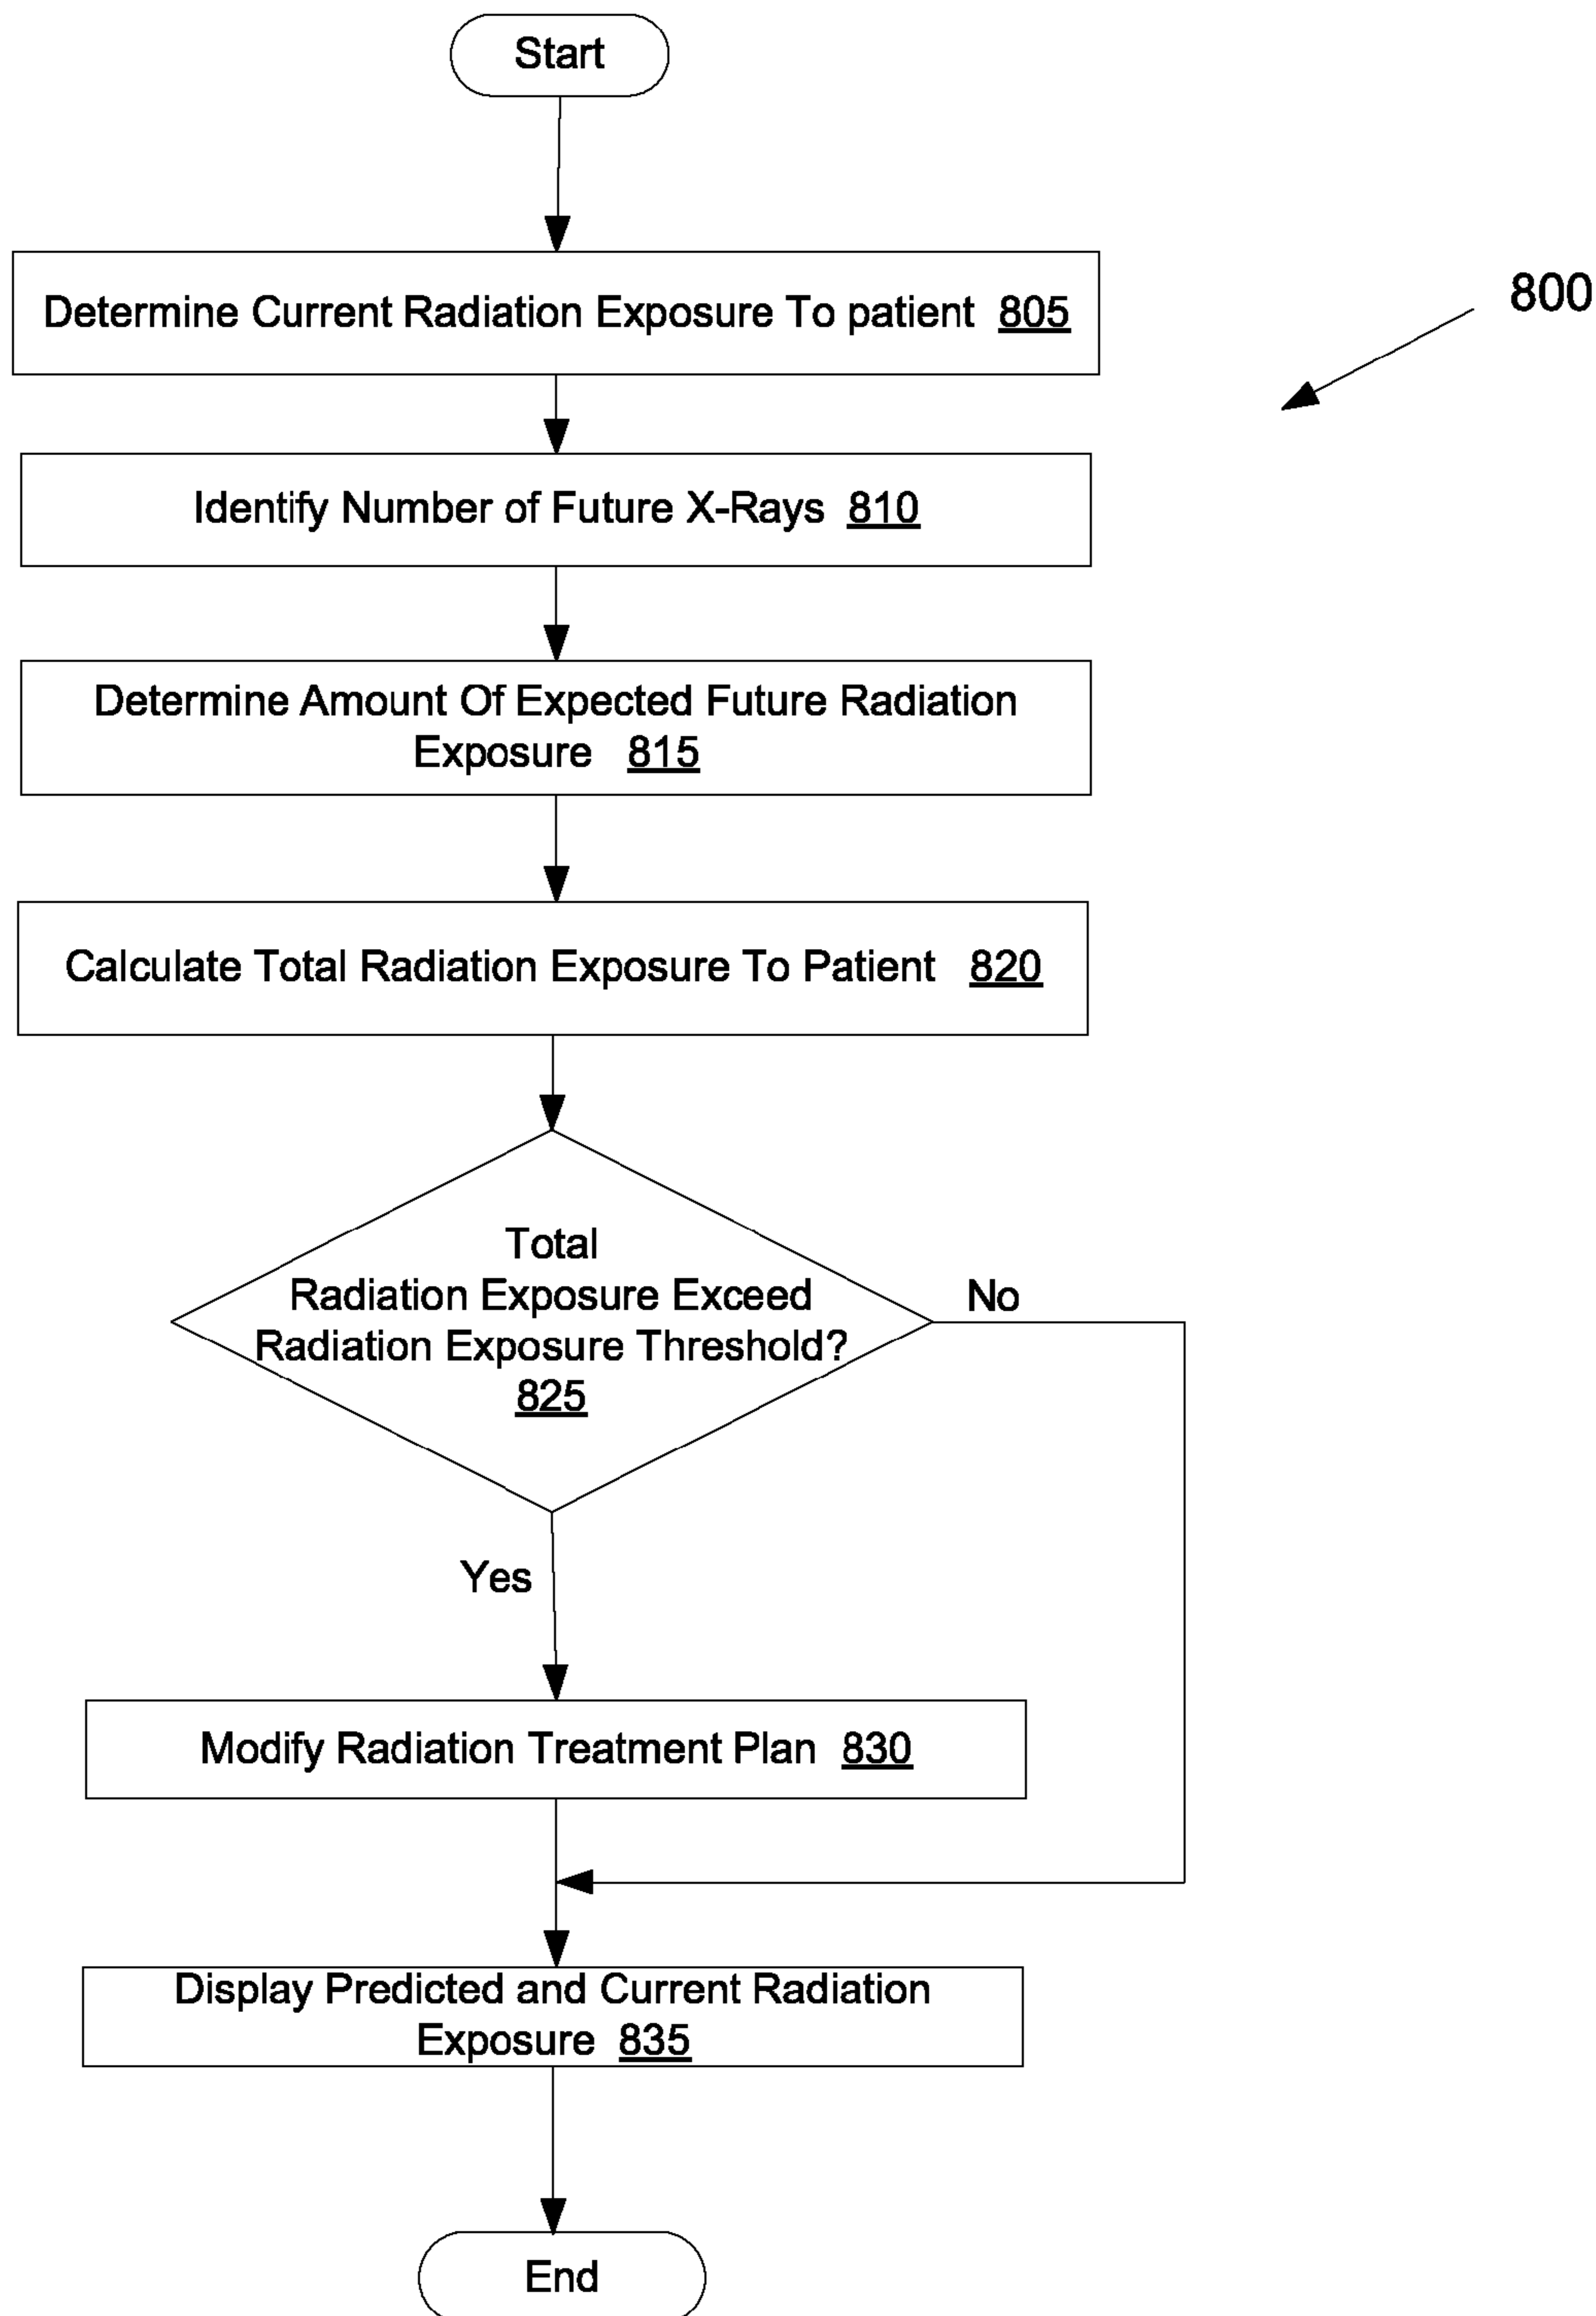 Start
Determine Current Radiation Exposure To patient 805
800
Identify Number of Future X-Rays 810
Determine Amount Of Expected Future Radiation
Exposure 815
Calculate Total Radiation Exposure To Patient 820
Total
Radiation Exposure Exceed
Radiation Exposure Threshold?
825
No
Yes
Modify Radiation Treatment Plan 830
Display Predicted and Current Radiation
Exposure 835
End